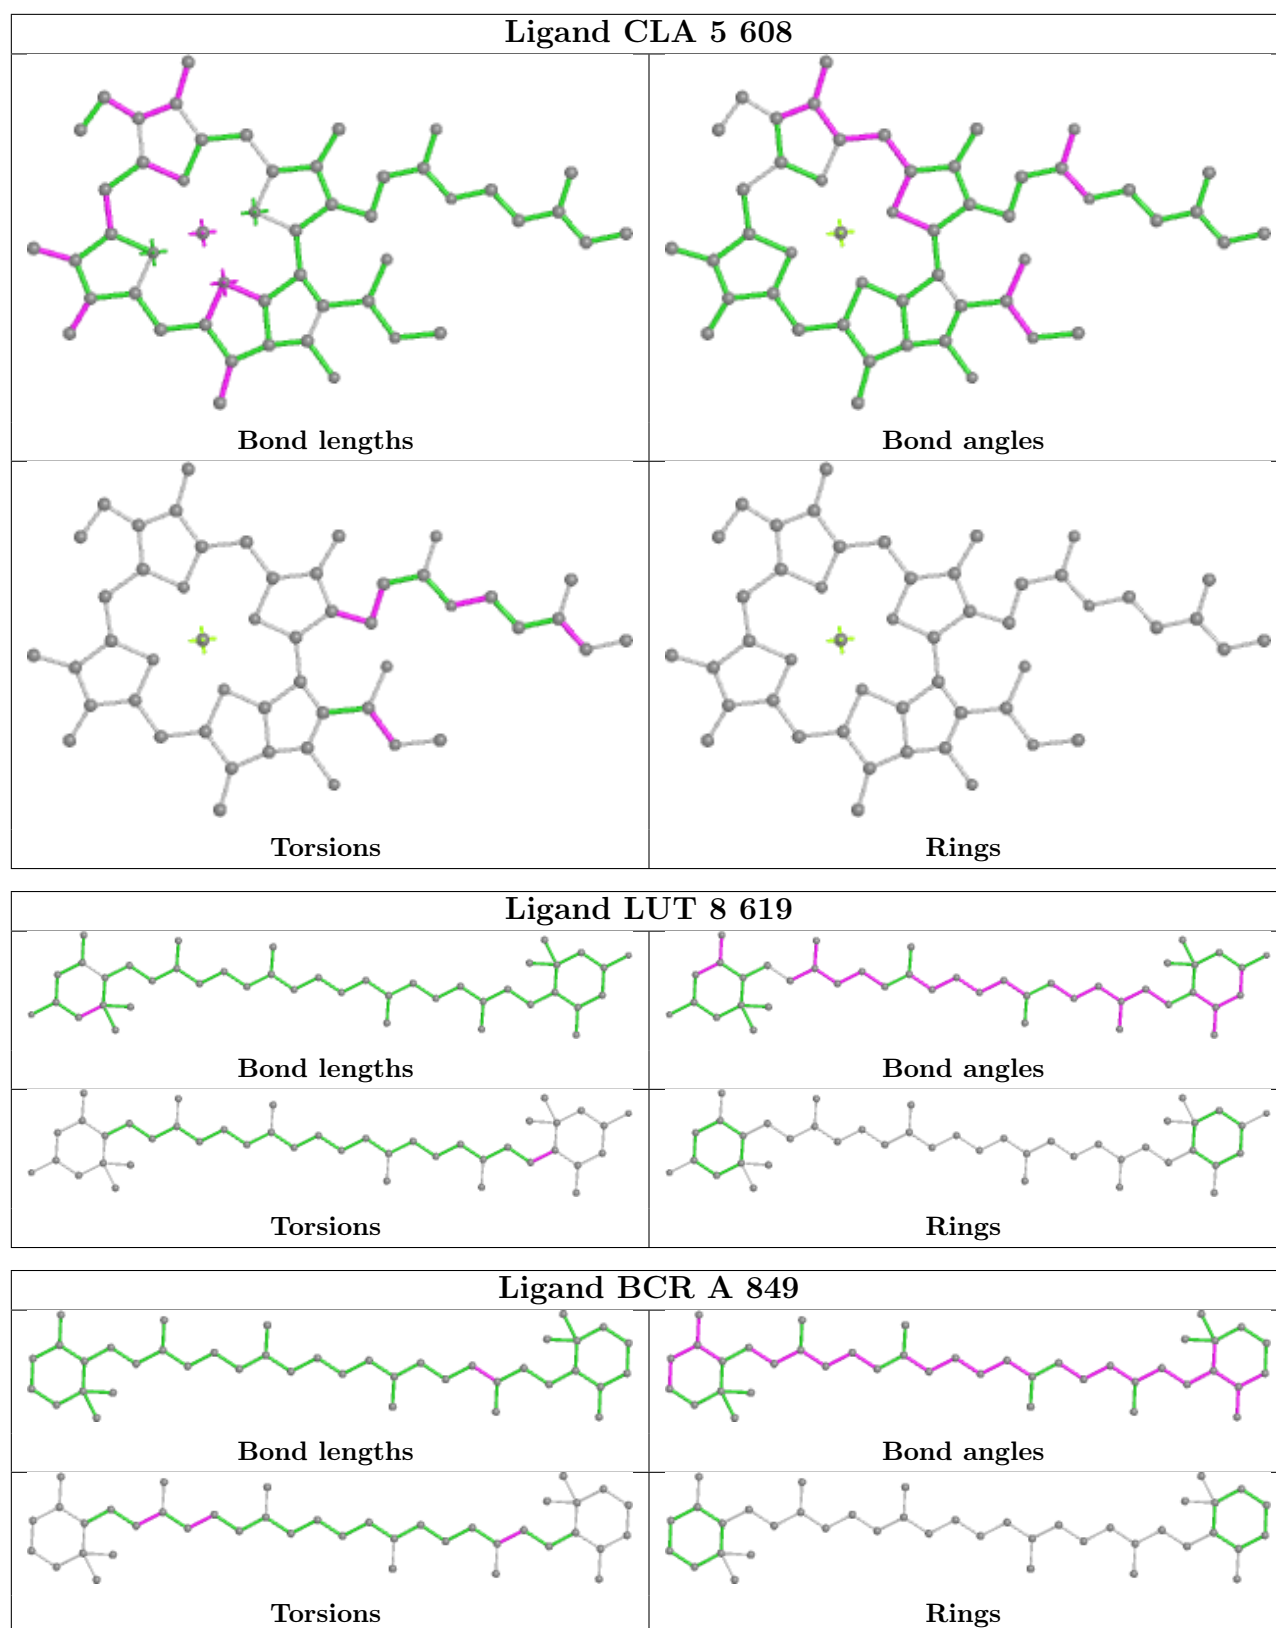 Ligand CLA 5 608
Bond lengths
Bond angles
Torsions
Rings
Ligand LUT 8 619
Bond lengths
Bond angles
Torsions
Rings
Ligand BCR A 849
Bond lengths
Bond angles
Torsions
Rings